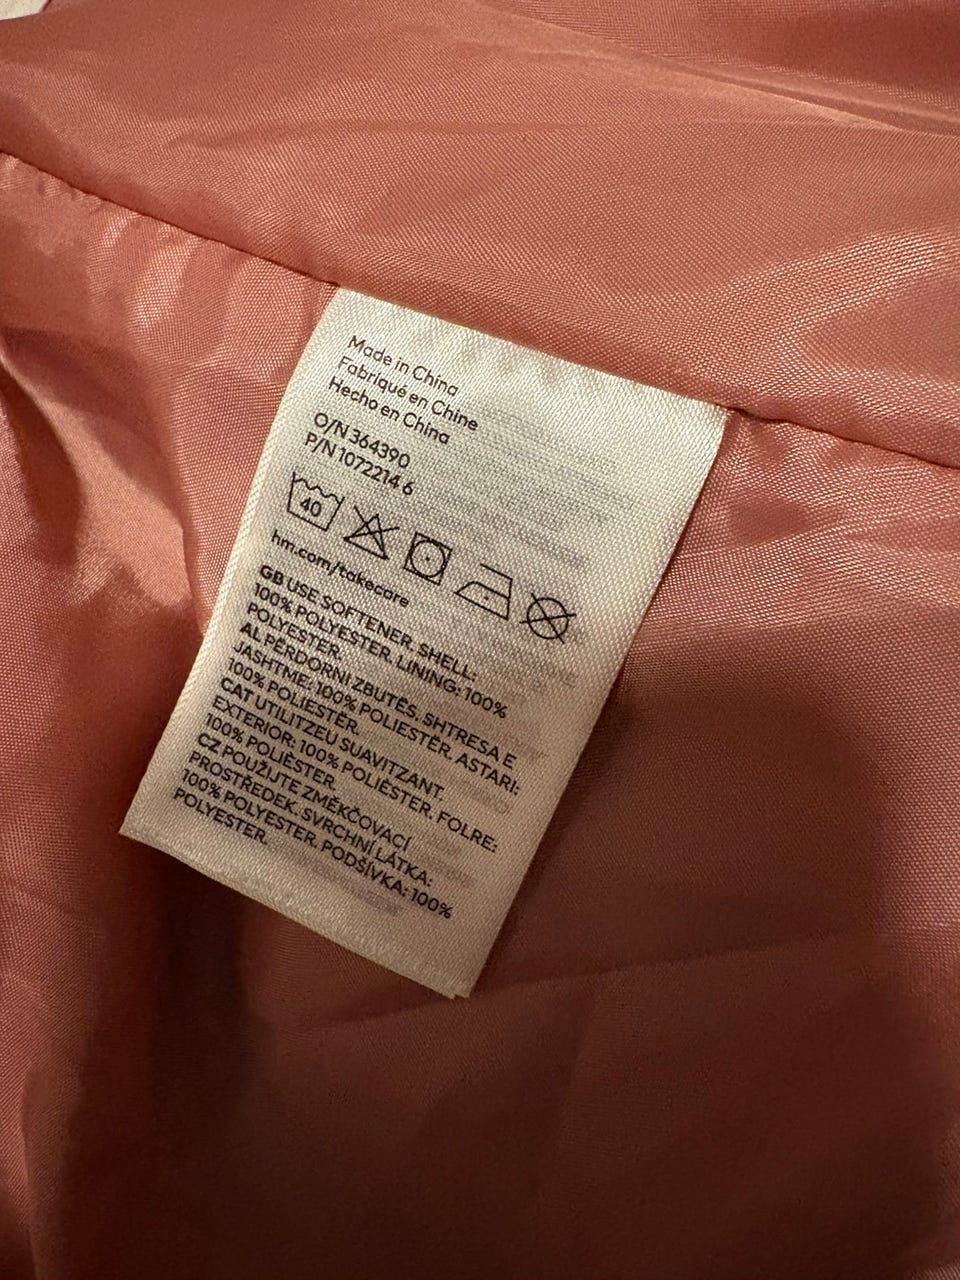 Made in China
Fabriqué en Chine
Hecho en China
O/N 364390
P/N 1072214 6
40
hm.com/takecare
GB USE SOFTENER. SHELL:
100% POLYESTER. LINING: 100%
POLYESTER.
AL PËRDORNI ZBUTËS. SHTRESA E
JASHTME: 100% POLIESTËR. ASTARI:
100% POLIESTËR.
CAT UTILITZEU SUAVITZANT.
EXTERIOR: 100% POLIÈSTER. FOLRE:
100% POLIÈSTER.
CZ POUŽIJTE ZMĚKČOVACÍ
PROSTŘEDEK. SVRCHNÍ LÁTKA:
100% POLYESTER. PODŠÍVKA: 100%
POLYESTER.